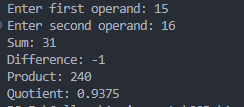 Enter first operand: 15
Enter second operand: 16
Sum: 31
Difference: -1
Product: 240
Quotient: 0.9375